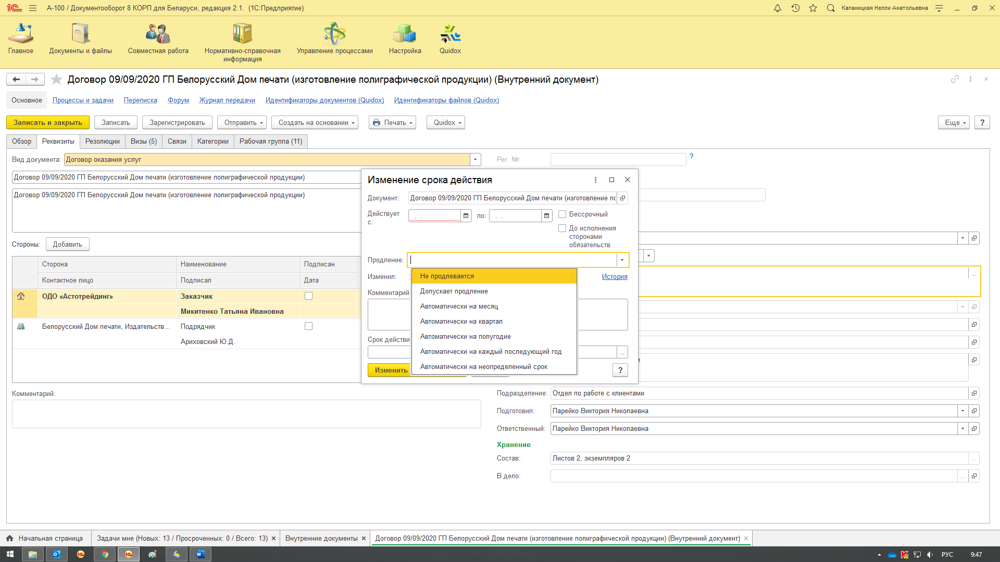 А-100 / Документооборот 8 КОРП для Беларуси, редакция 2.1. (1С:Предприятие)
Капаницкая Нелли Анатольевна
Главное
Документы и файлы
Совместная работа
Нормативно-справочная
информация
Управление процессами
Настройка
Quidox
Договор 09/09/2020 ГП Белорусский Дом печати (изготовление полиграфической продукции) (Внутренний документ)
Основное Процессы и задачи Переписка Форум Журнал передачи Идентификаторы документов (Quidox) Идентификаторы файлов (Quidox)
Записать и закрыть Записать Зарегистрировать Отправить Создать на основании Печать Quidox Еще ?
Обзор Реквизиты Резолюции Визы (5) Связи Категории Рабочая группа (11)
Вид документа: Договор оказания услуг Рег. №: ?
Договор 09/09/2020 ГП Белорусский Дом печати (изготовление полиграфической продукции)
Договор 09/09/2020 ГП Белорусский Дом печати (изготовление полиграфической продукции)
Стороны: Добавить
Сторона Наименование Подписан
Контактное лицо Подписал Дата
ОДО «Астотрейдинг» Заказчик
Микитенко Татьяна Ивановна
Белорусский Дом печати, Издательств... Подрядчик
Ариховский Ю.Д.
Комментарий:
Изменение срока действия
Документ: Договор 09/09/2020 ГП Белорусский Дом печати (изготовление пс
Действует
с: . . по: . . Бессрочный
До исполнения
сторонами
обязательств
Продление:
Изменил: История
Комментарий
Срок действи
Изменить ?
Не продлевается
Допускает продление
Автоматически на месяц
Автоматически на квартал
Автоматически на полугодие
Автоматически на каждый последующий год
Автоматически на неопределенный срок
Подразделение: Отдел по работе с клиентами
Подготовил: Парейко Виктория Николаевна
Ответственный: Парейко Виктория Николаевна
Хранение
Состав: Листов 2, экземпляров 2
В дело:
Начальная страница Задачи мне (Новых: 13 / Просроченных: 0 / Всего: 13) Внутренние документы Договор 09/09/2020 ГП Белорусский Дом печати (изготовление полиграфической продукции) (Внутренний документ)
РУС 9:47